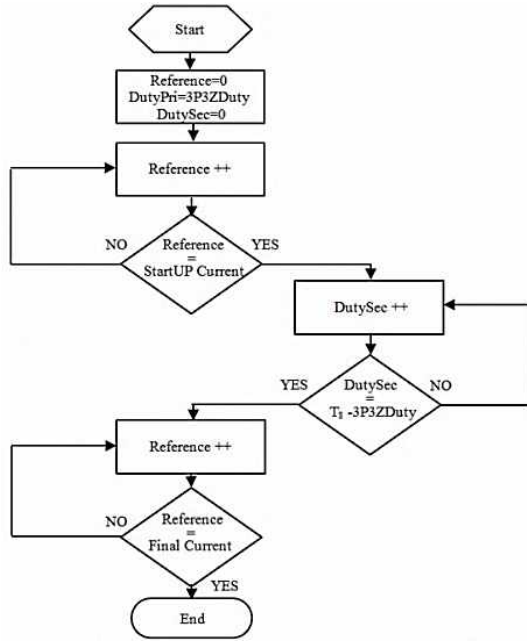 Start
Reference=0
DutyPri=3P3ZDuty
DutySec=0
Reference ++
NO
Reference
=
StartUP Current
YES
DutySec ++
YES
DutySec
=
Ts -3P3ZDuty
NO
Reference ++
NO
Reference
=
Final Current
YES
End